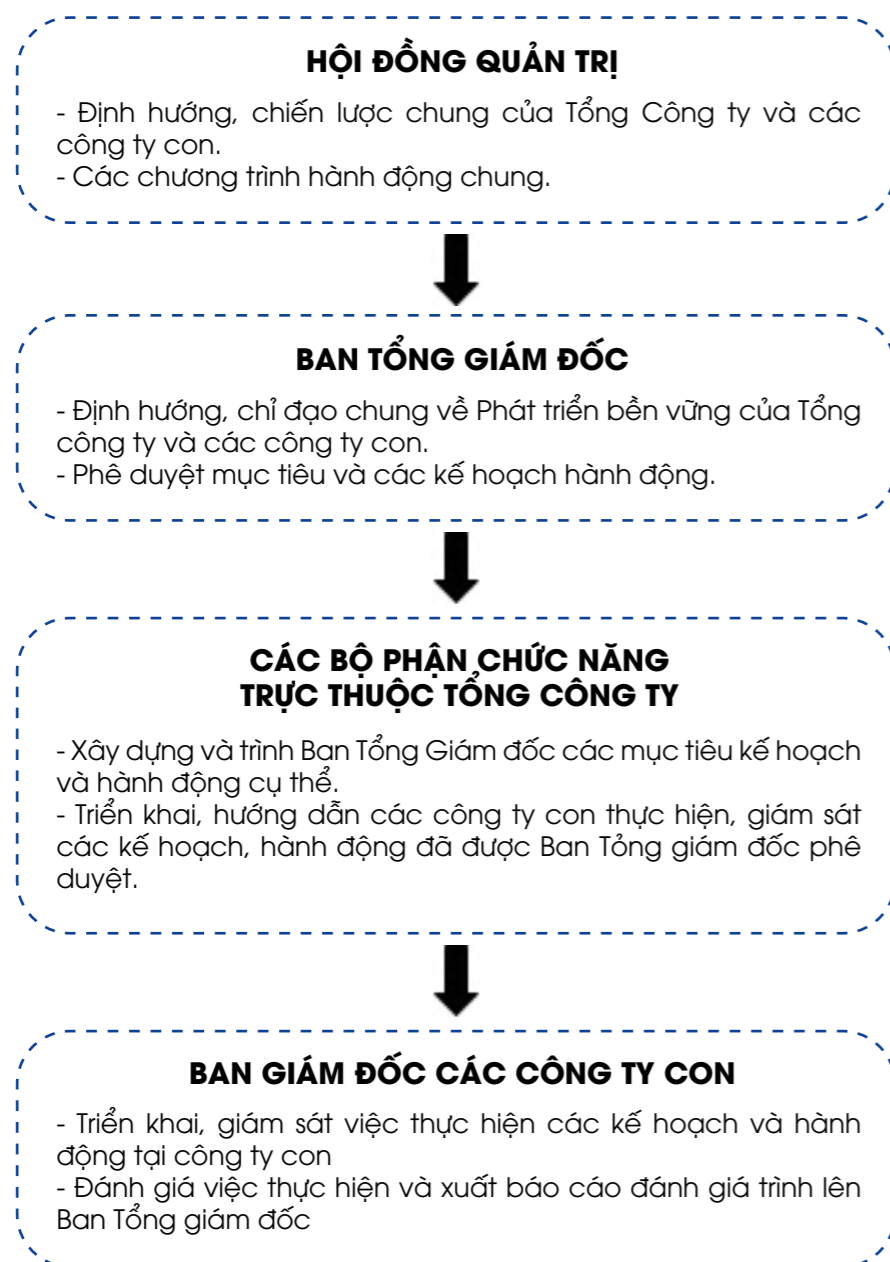 HỘI ĐỒNG QUẢN TRỊ
- Định hướng, chiến lược chung của Tổng Công ty và các
công ty con.
- Các chương trình hành động chung.
BAN TỔNG GIÁM ĐỐC
- Định hướng, chỉ đạo chung về Phát triển bền vững của Tổng
công ty và các công ty con.
- Phê duyệt mục tiêu và các kế hoạch hành động.
CÁC BỘ PHẬN CHỨC NĂNG
TRỰC THUỘC TỔNG CÔNG TY
- Xây dựng và trình Ban Tổng Giám đốc các mục tiêu kế hoạch
và hành động cụ thể.
- Triển khai, hướng dẫn các công ty con thực hiện, giám sát
các kế hoạch, hành động đã được Ban Tỏng giám đốc phê
duyệt.
BAN GIÁM ĐỐC CÁC CÔNG TY CON
- Triển khai, giám sát việc thực hiện các kế hoạch và hành
động tại công ty con
- Đánh giá việc thực hiện và xuất báo cáo đánh giá trình lên
Ban Tổng giám đốc